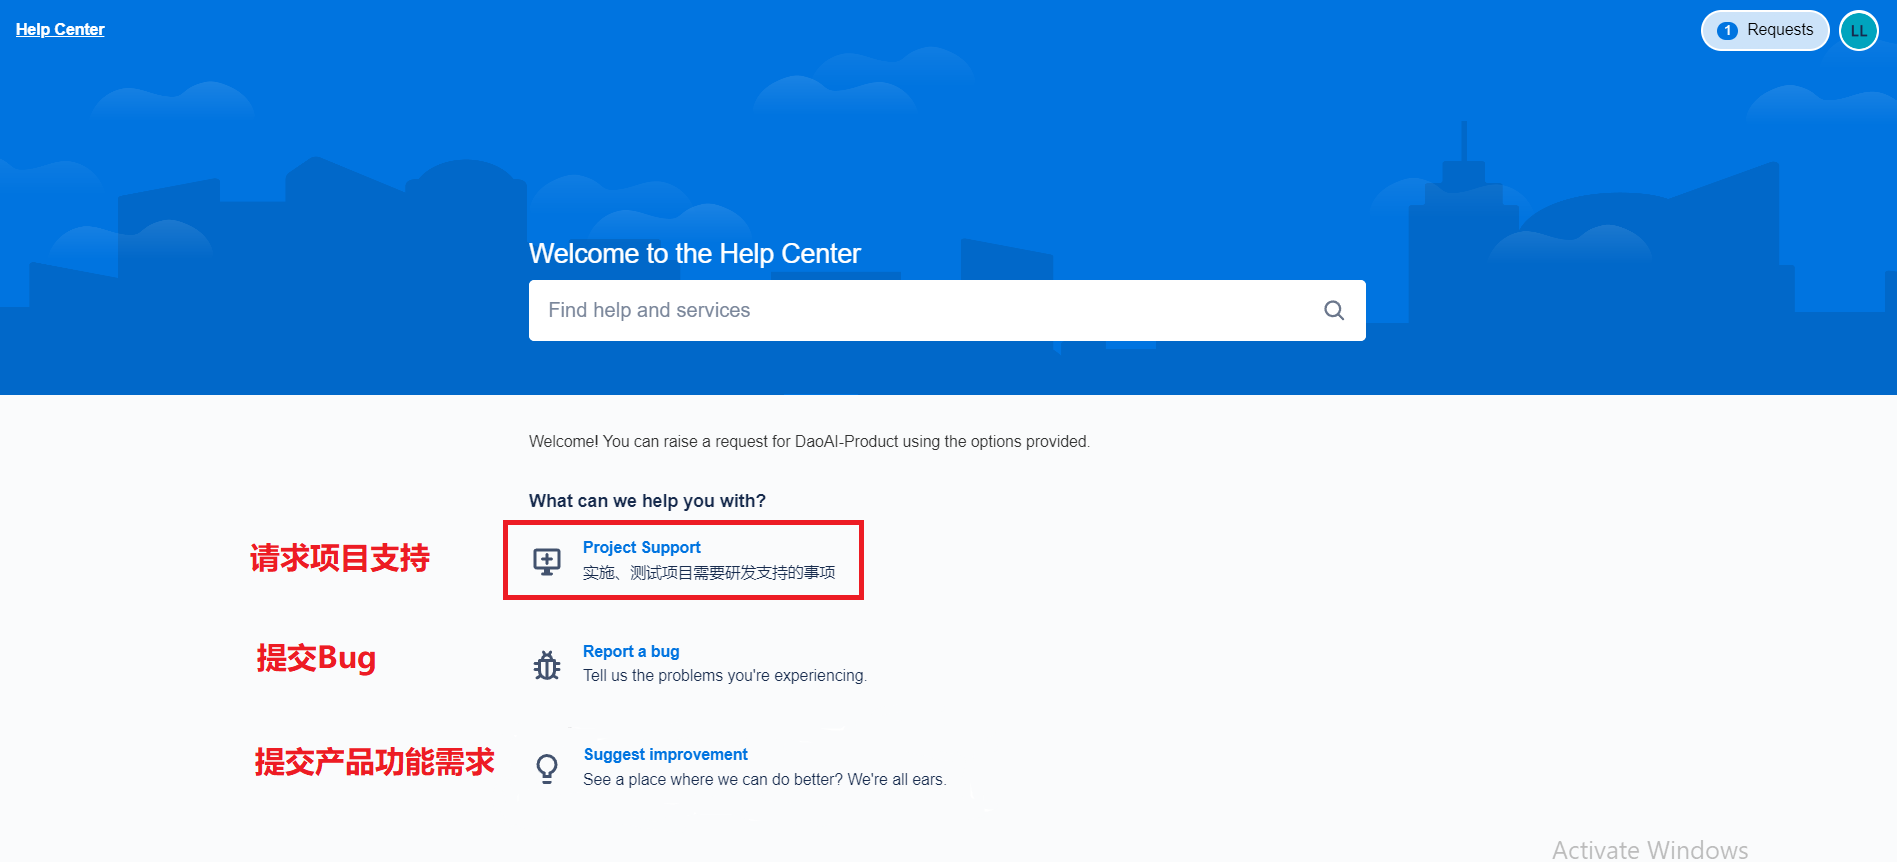 Help Center
1 Requests
LL
Welcome to the Help Center
Find help and services
Welcome! You can raise a request for DaoAI-Product using the options provided.
What can we help you with?
请求项目支持
Project Support
实施、测试项目需要研发支持的事项
提交Bug
Report a bug
Tell us the problems you're experiencing.
提交产品功能需求
Suggest improvement
See a place where we can do better? We're all ears.
Activate Windows